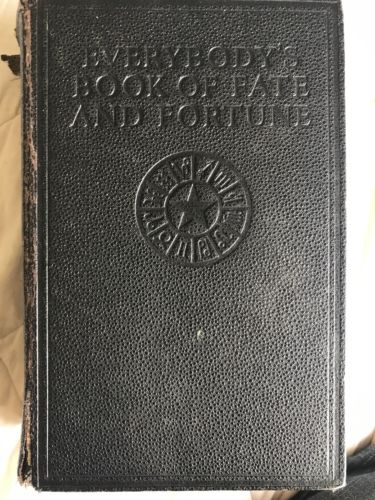 EVERYBODY'S
BOOK OF FATE
AND FORTUNE